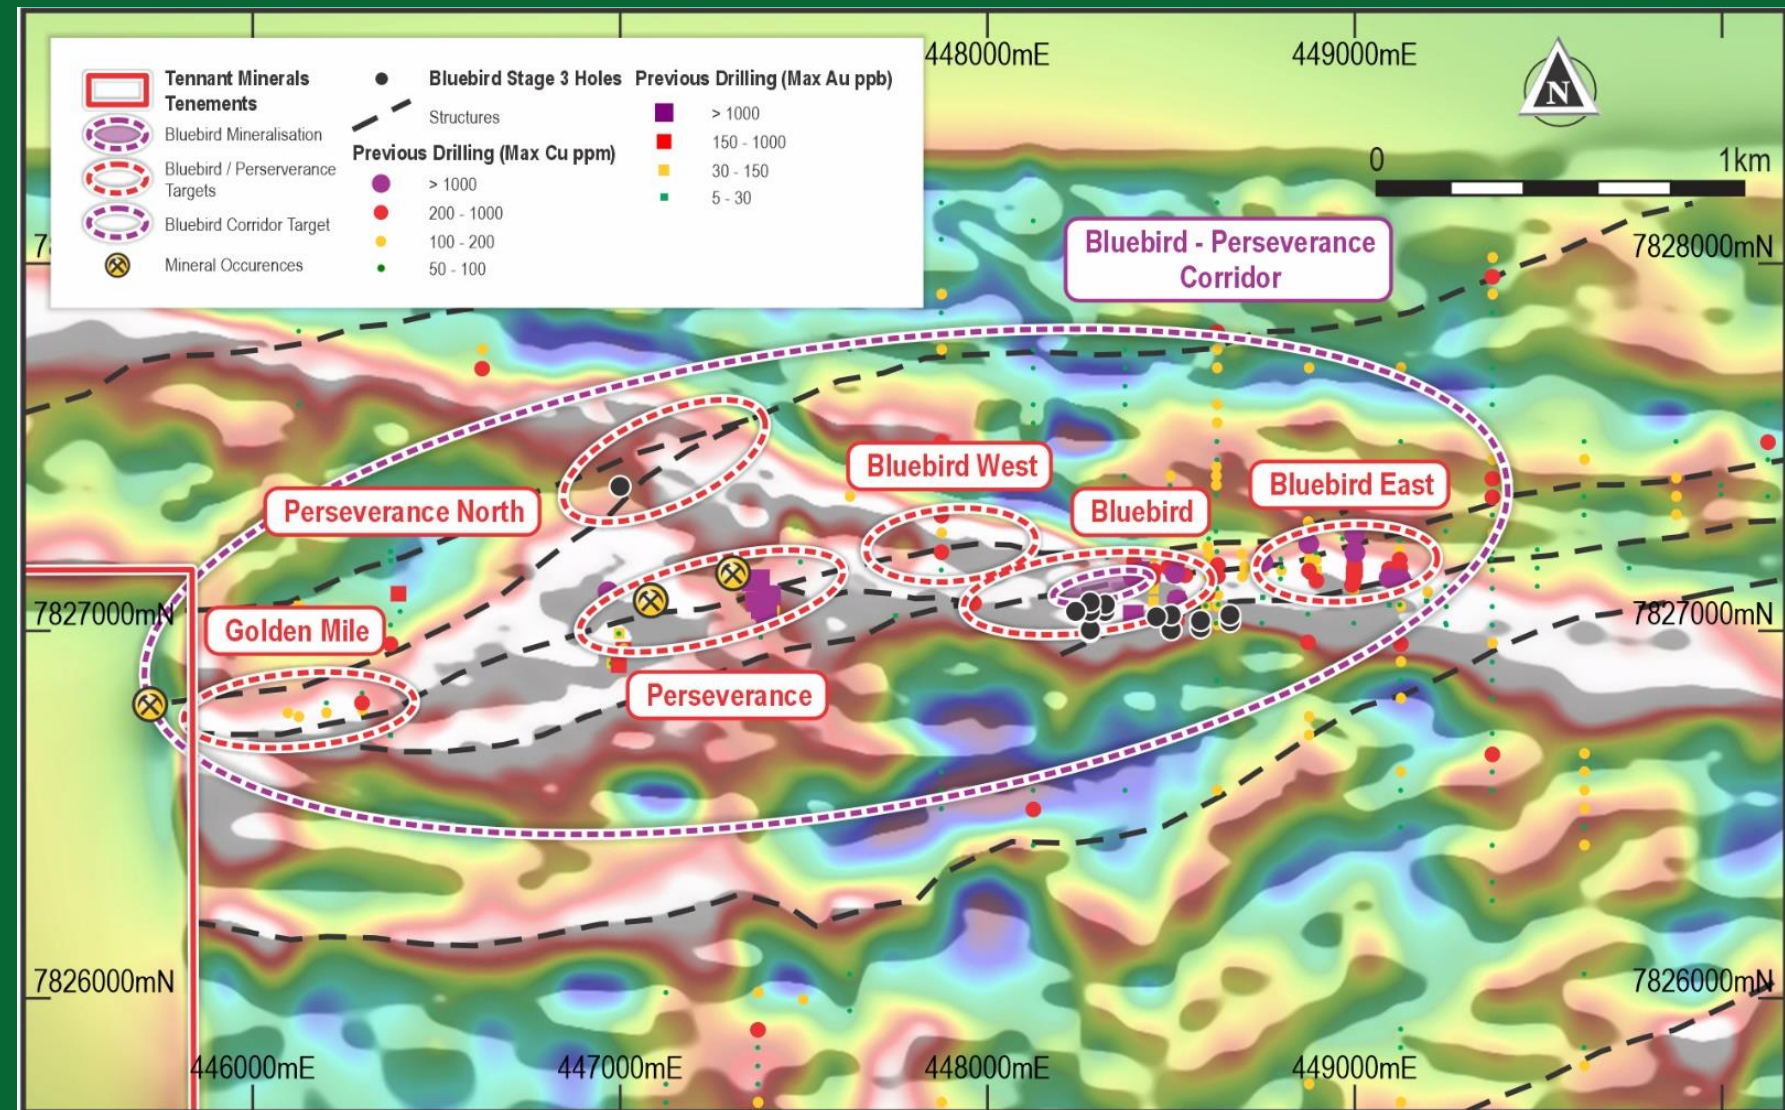 448000mE
449000mE
N
0
1km
Tennant Minerals
Tenements
Bluebird Mineralisation
Bluebird / Perserverance
Targets
Bluebird Corridor Target
Mineral Occurences
Bluebird Stage 3 Holes
Structures
Previous Drilling (Max Cu ppm)
> 1000
200 - 1000
100 - 200
50 - 100
Previous Drilling (Max Au ppb)
> 1000
150 - 1000
30 - 150
5 - 30
Bluebird - Perseverance
Corridor
7828000mN
Bluebird West
Bluebird East
Perseverance North
Bluebird
7827000mN
7827000mN
Golden Mile
Perseverance
7826000mN
7826000mN
446000mE
447000mE
448000mE
449000mE